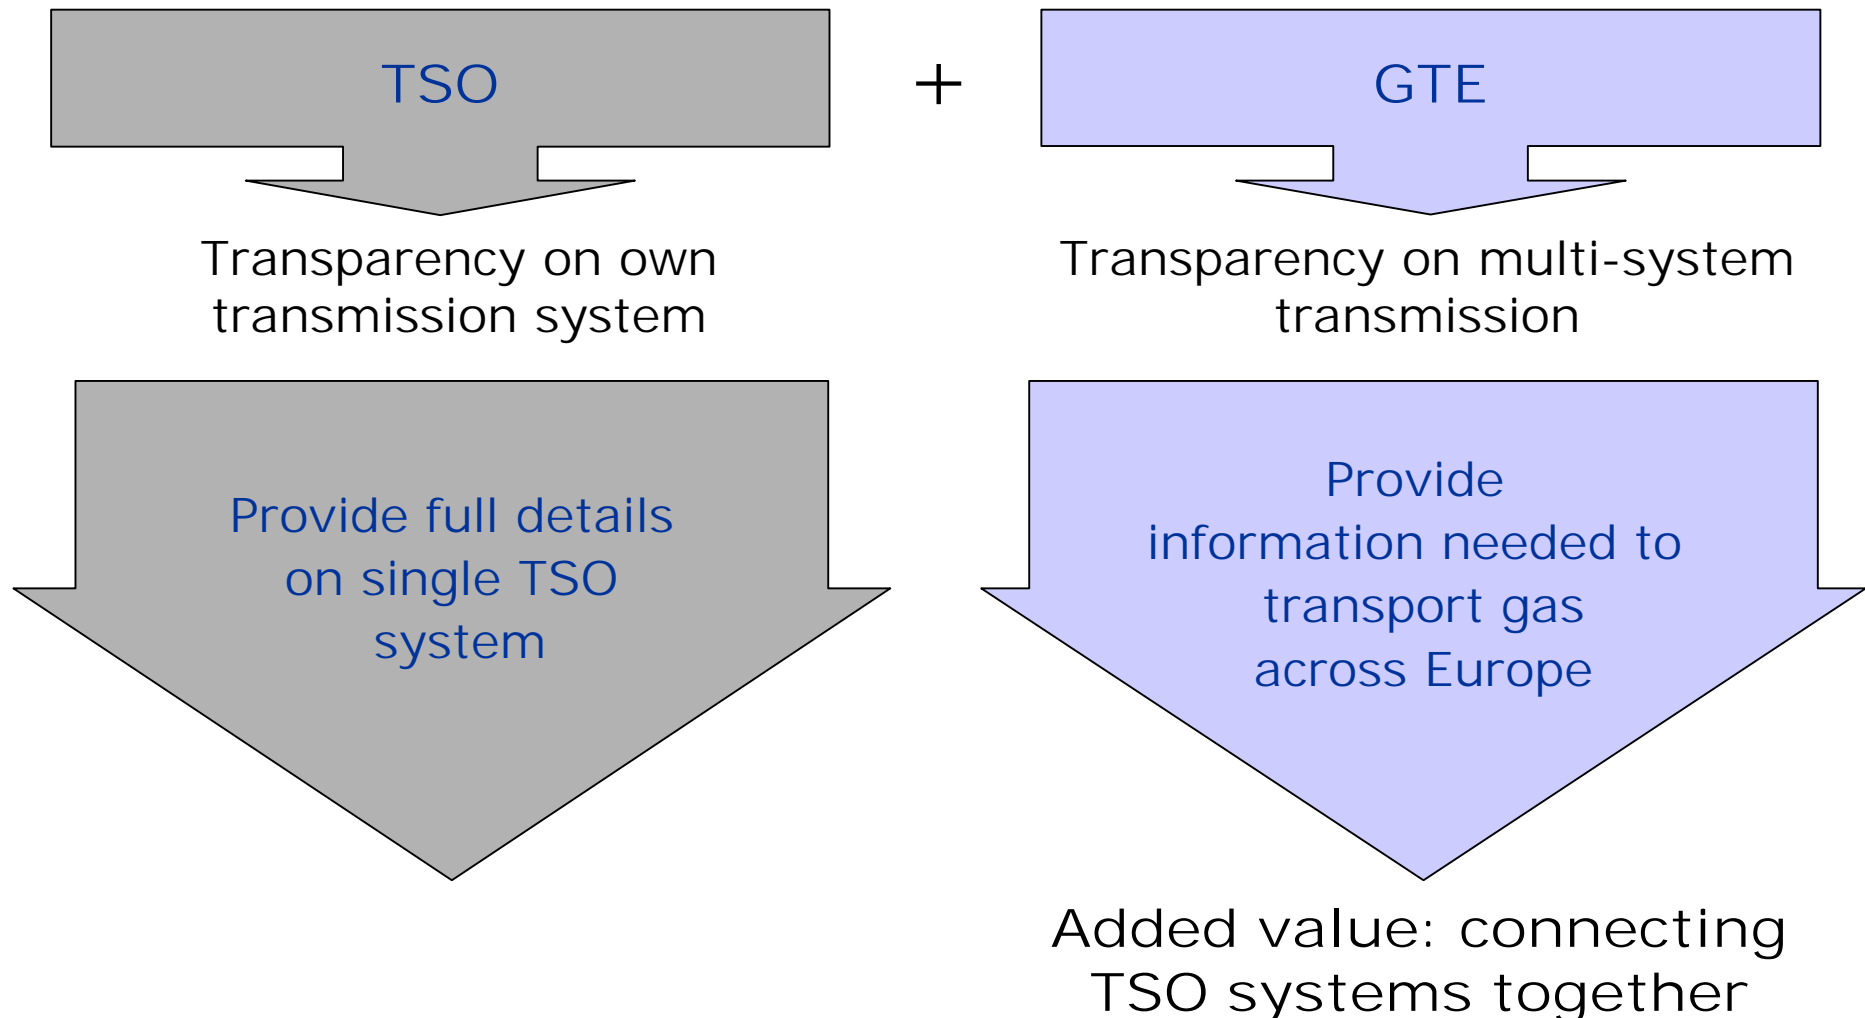 TSO
+
GTE
Transparency on own
transmission system
Transparency on multi-system
transmission
Provide full details
on single TSO
system
Provide
information needed to
transport gas
across Europe
Added value: connecting
TSO systems together